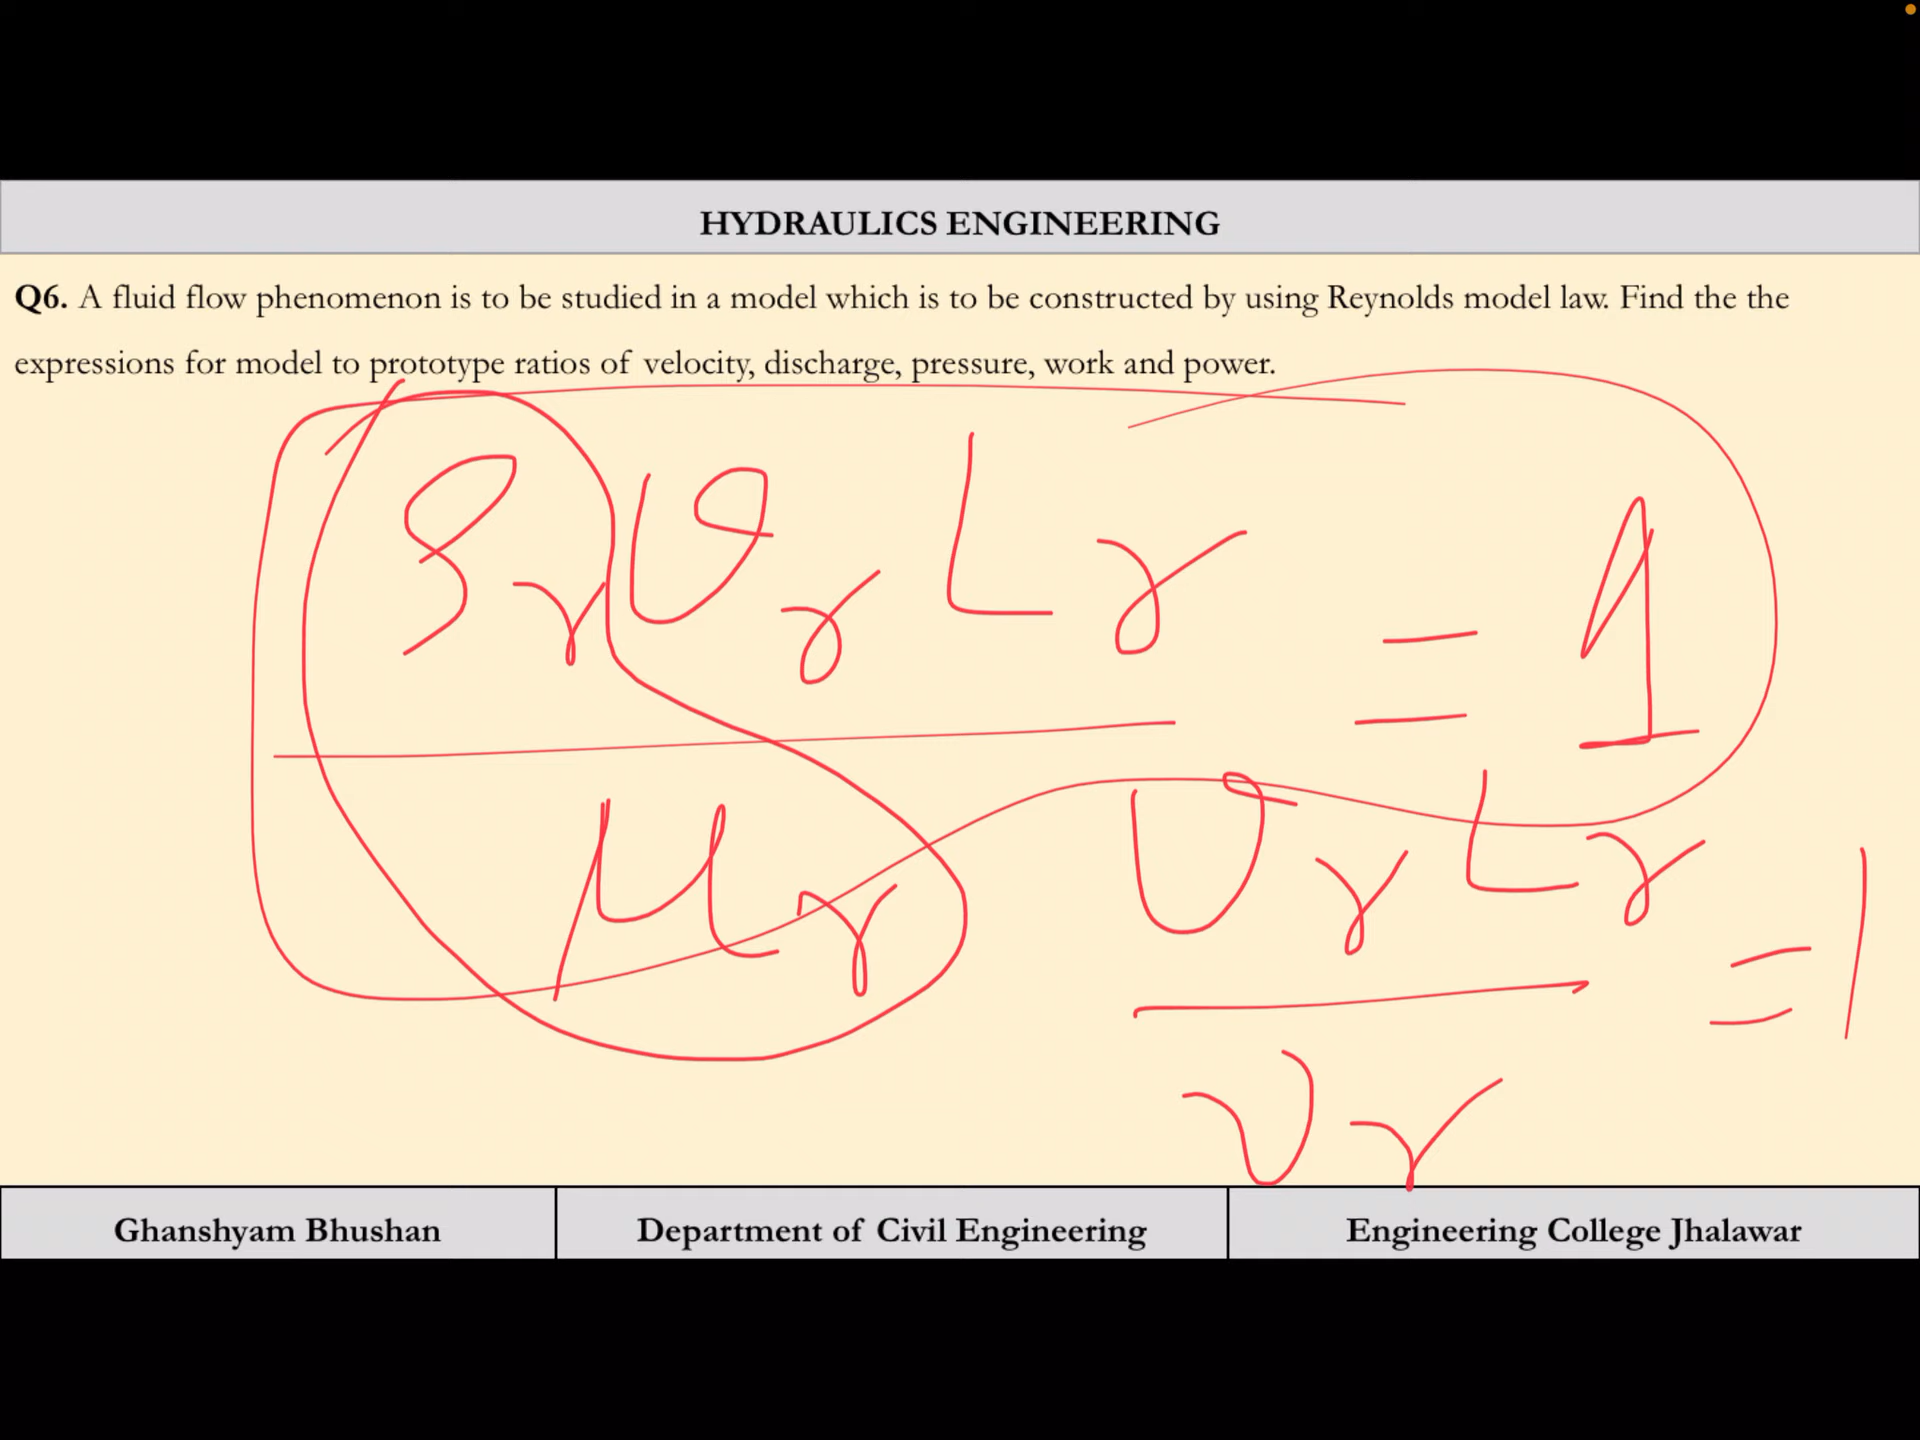 HYDRAULICS ENGINEERING
Q6. A fluid flow phenomenon is to be studied in a model which is to be constructed by using Reynolds model law. Find the the
expressions for model to prototype ratios of velocity, discharge, pressure, work and power.
ρr υr Lr = 1
μr
υr Lr = 1
νr
Ghanshyam Bhushan
Department of Civil Engineering
Engineering College Jhalawar